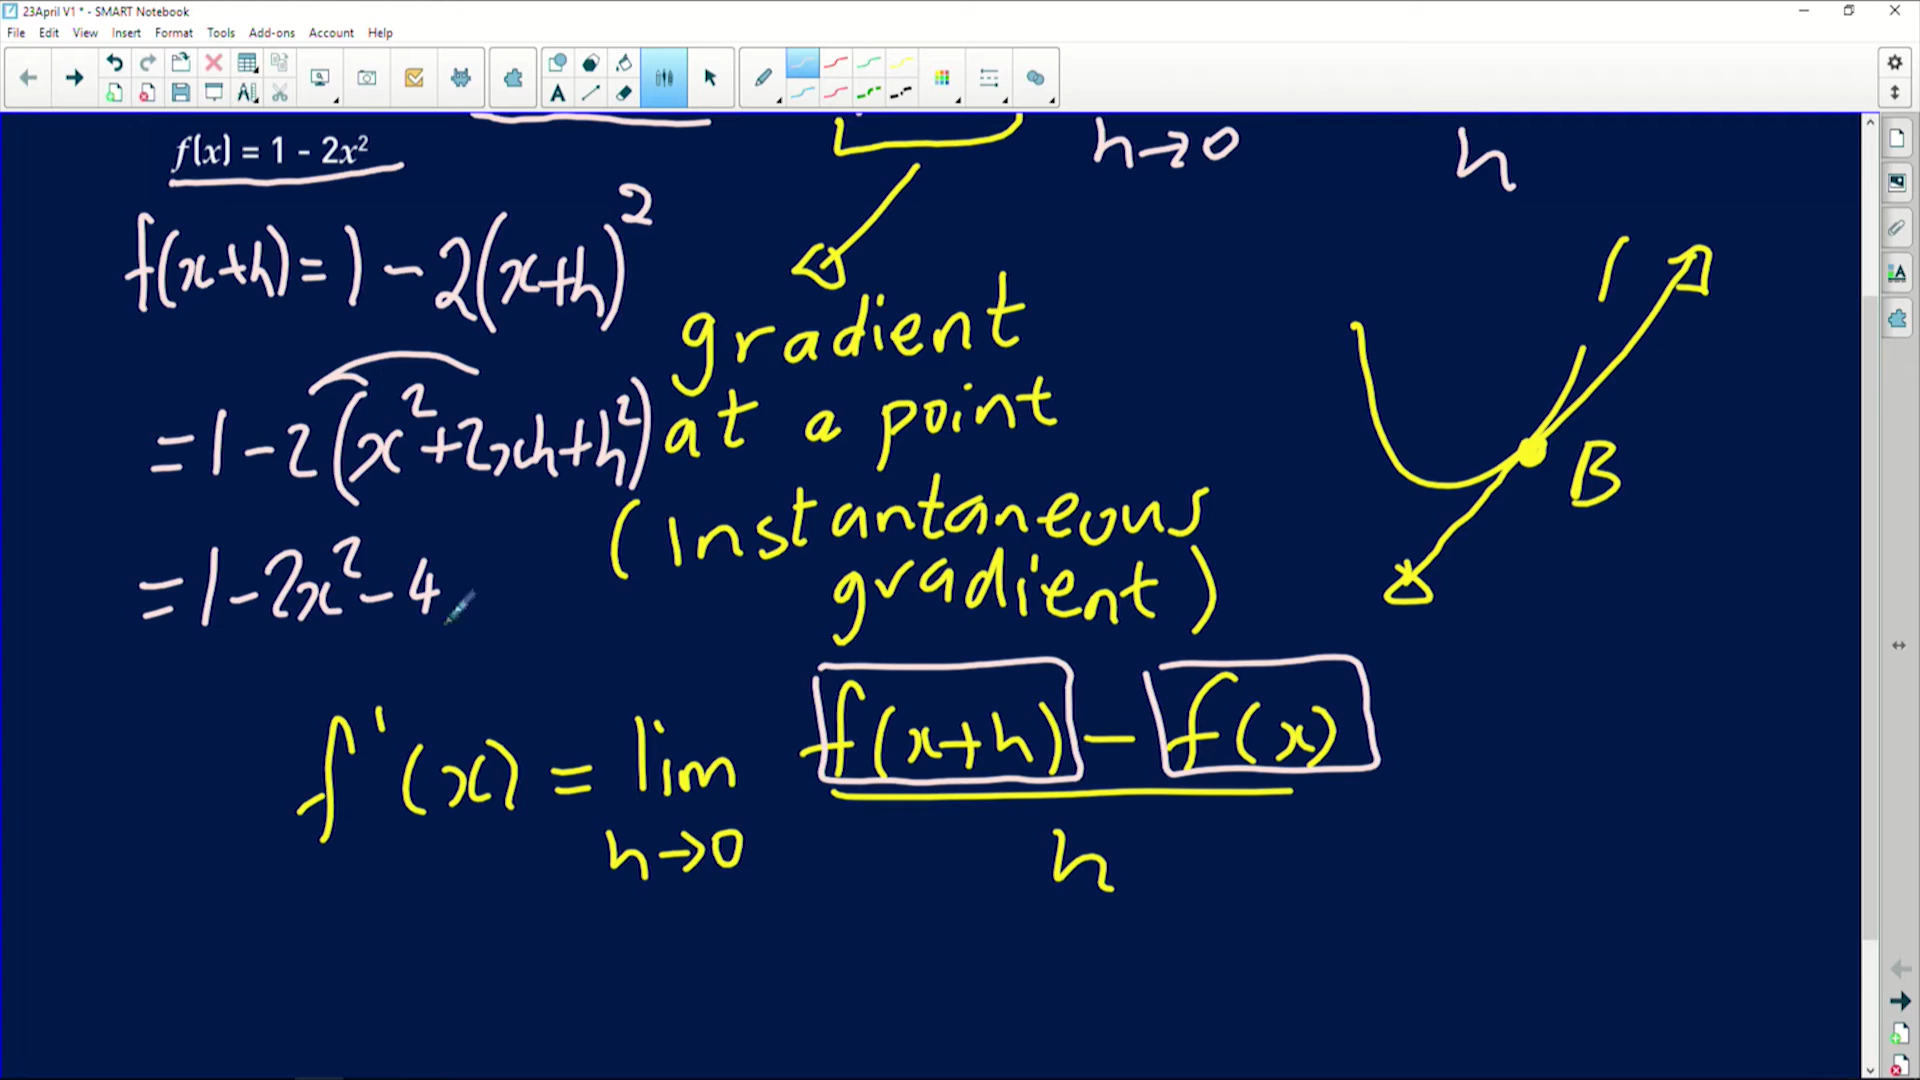 23April V1 * - SMART Notebook
File Edit View Insert Format Tools Add-ons Account Help
f(x) = 1 - 2x²
h→0 h
f(x+h) = 1 - 2(x+h)²
= 1 - 2(x²+2xh+h²)
= 1 - 2x² - 4
gradient
at a point
(Instantaneous
gradient)
B
f'(x) = lim f(x+h) - f(x)
h→0 h